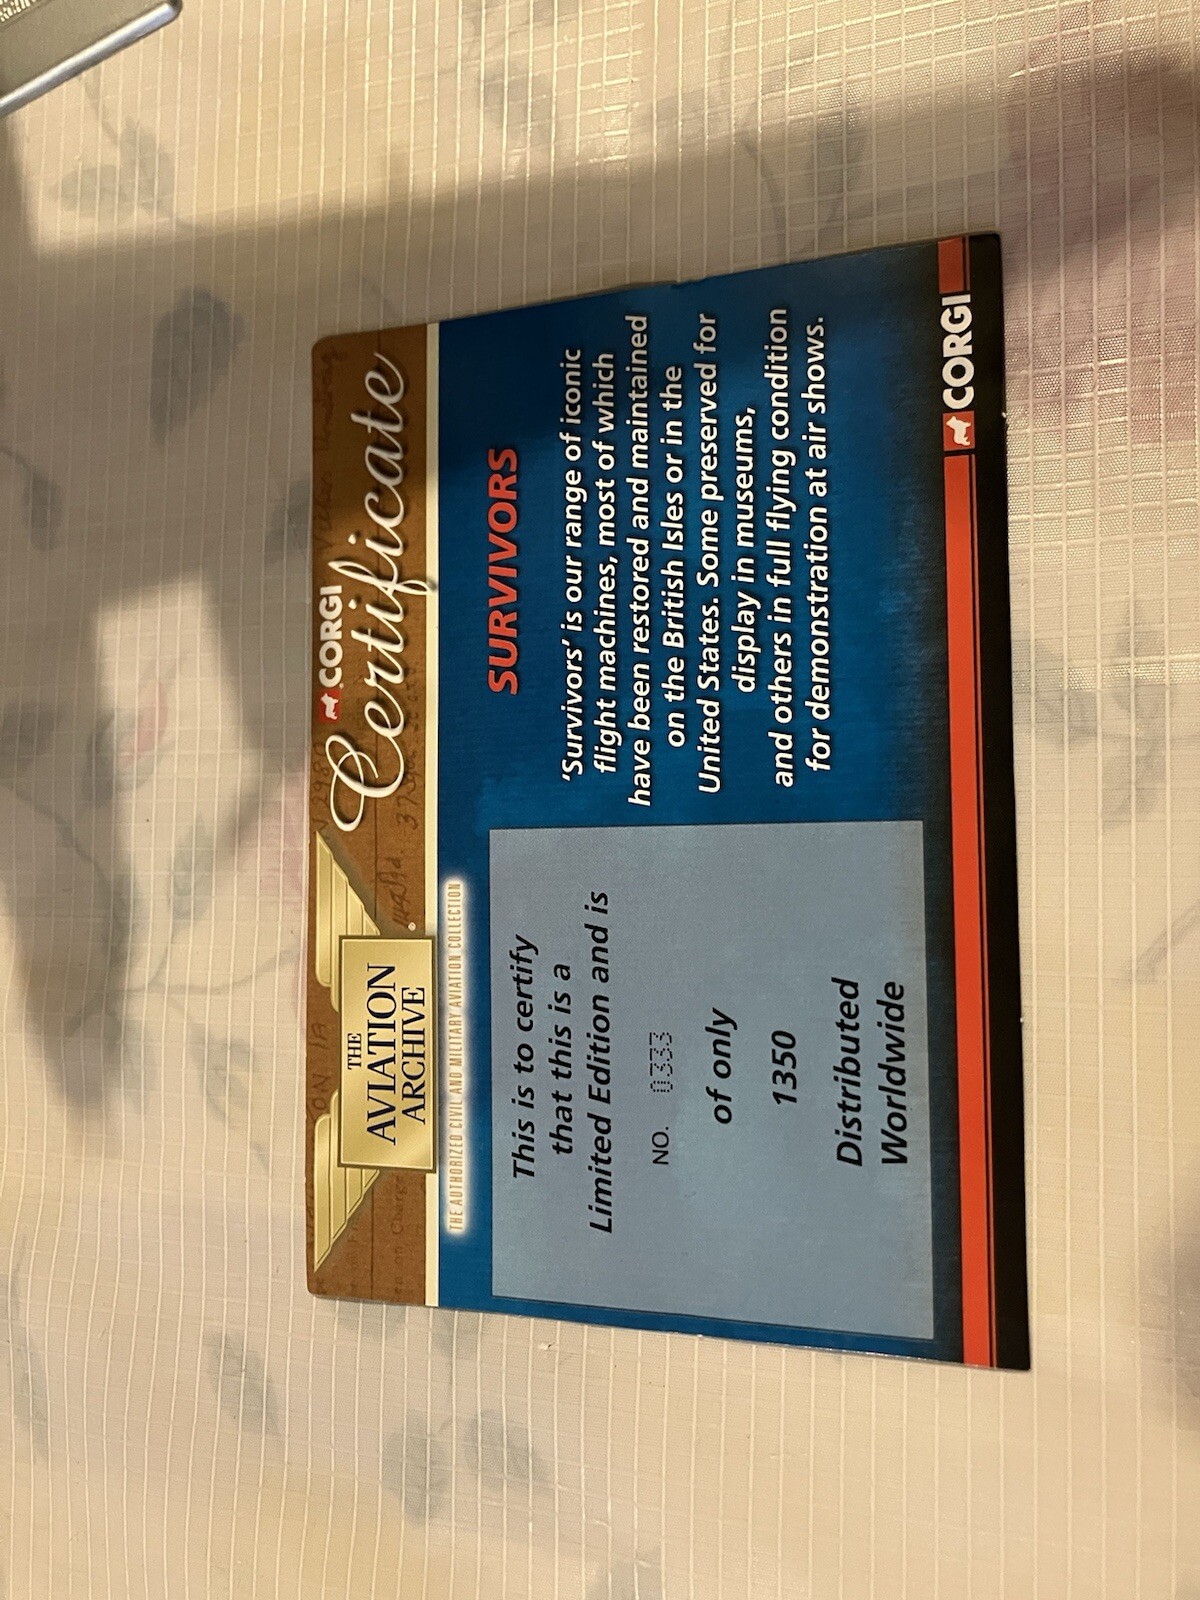 CORGI
Certificate
THE
AVIATION
ARCHIVE
®
THE AUTHORIZED CIVIL AND MILITARY AVIATION COLLECTION
This is to certify
that this is a
Limited Edition and is
NO. 0333
of only
1350
Distributed
Worldwide
SURVIVORS
'Survivors' is our range of iconic
flight machines, most of which
have been restored and maintained
on the British Isles or in the
United States. Some preserved for
display in museums,
and others in full flying condition
for demonstration at air shows.
CORGI